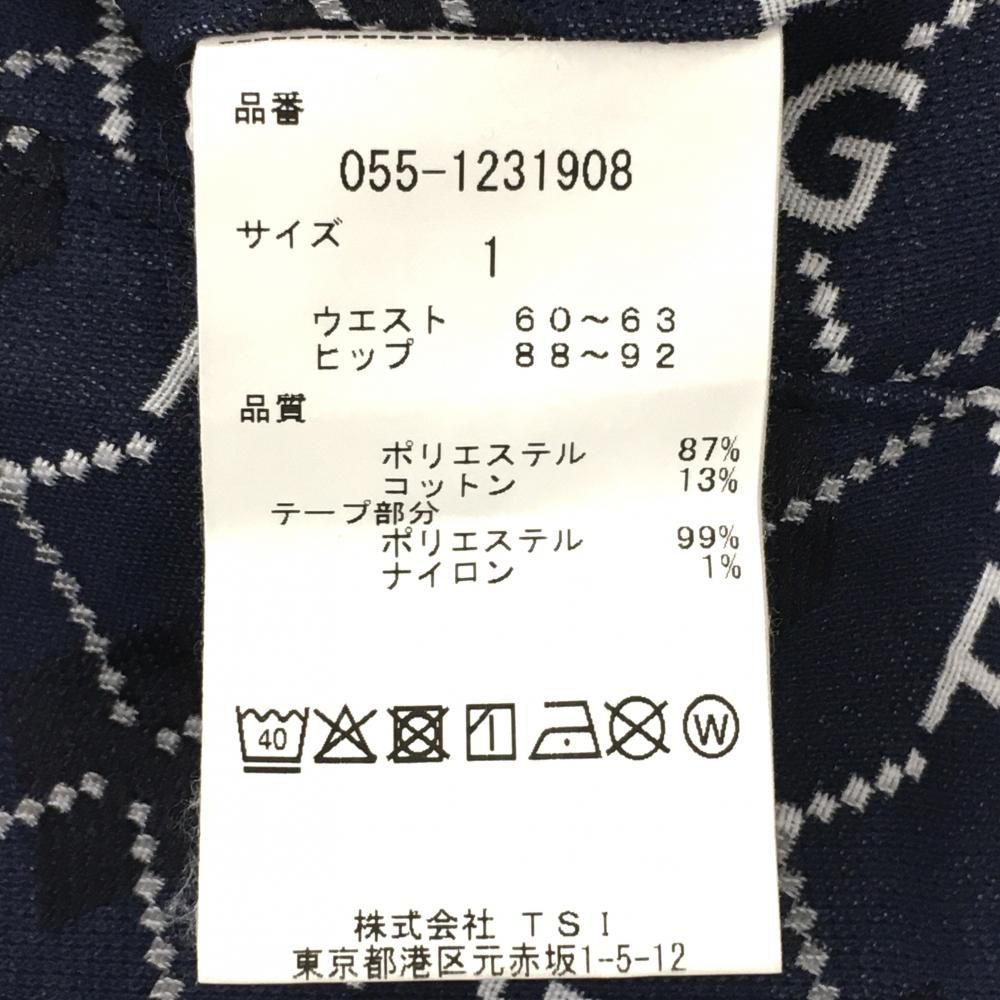 品番
055-1231908
サイズ
1
ウエスト 60～63
ヒップ 88～92
品質
ポリエステル 87%
コットン 13%
テープ部分
ポリエステル 99%
ナイロン 1%
40
W
株式会社 TSI
東京都港区元赤坂1-5-12
G